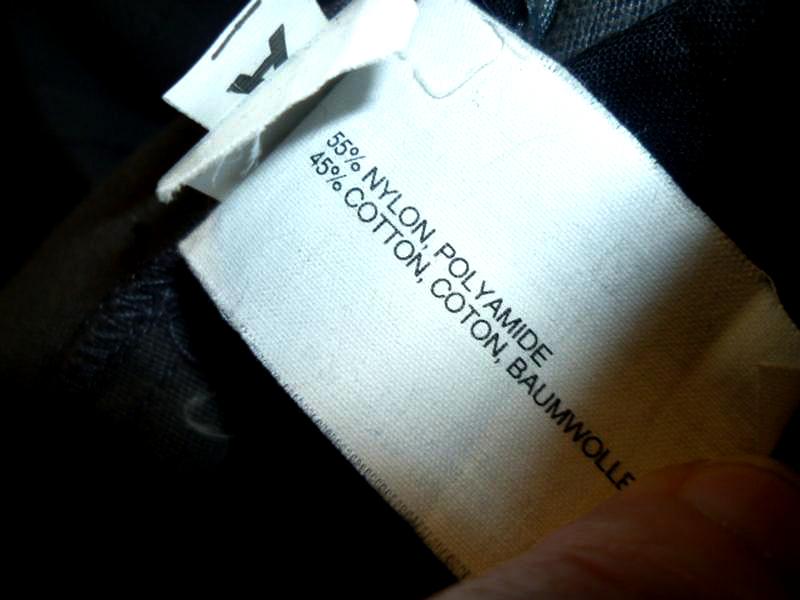 55% NYLON, POLYAMIDE
45% COTTON, COTON, BAUMWOLLE